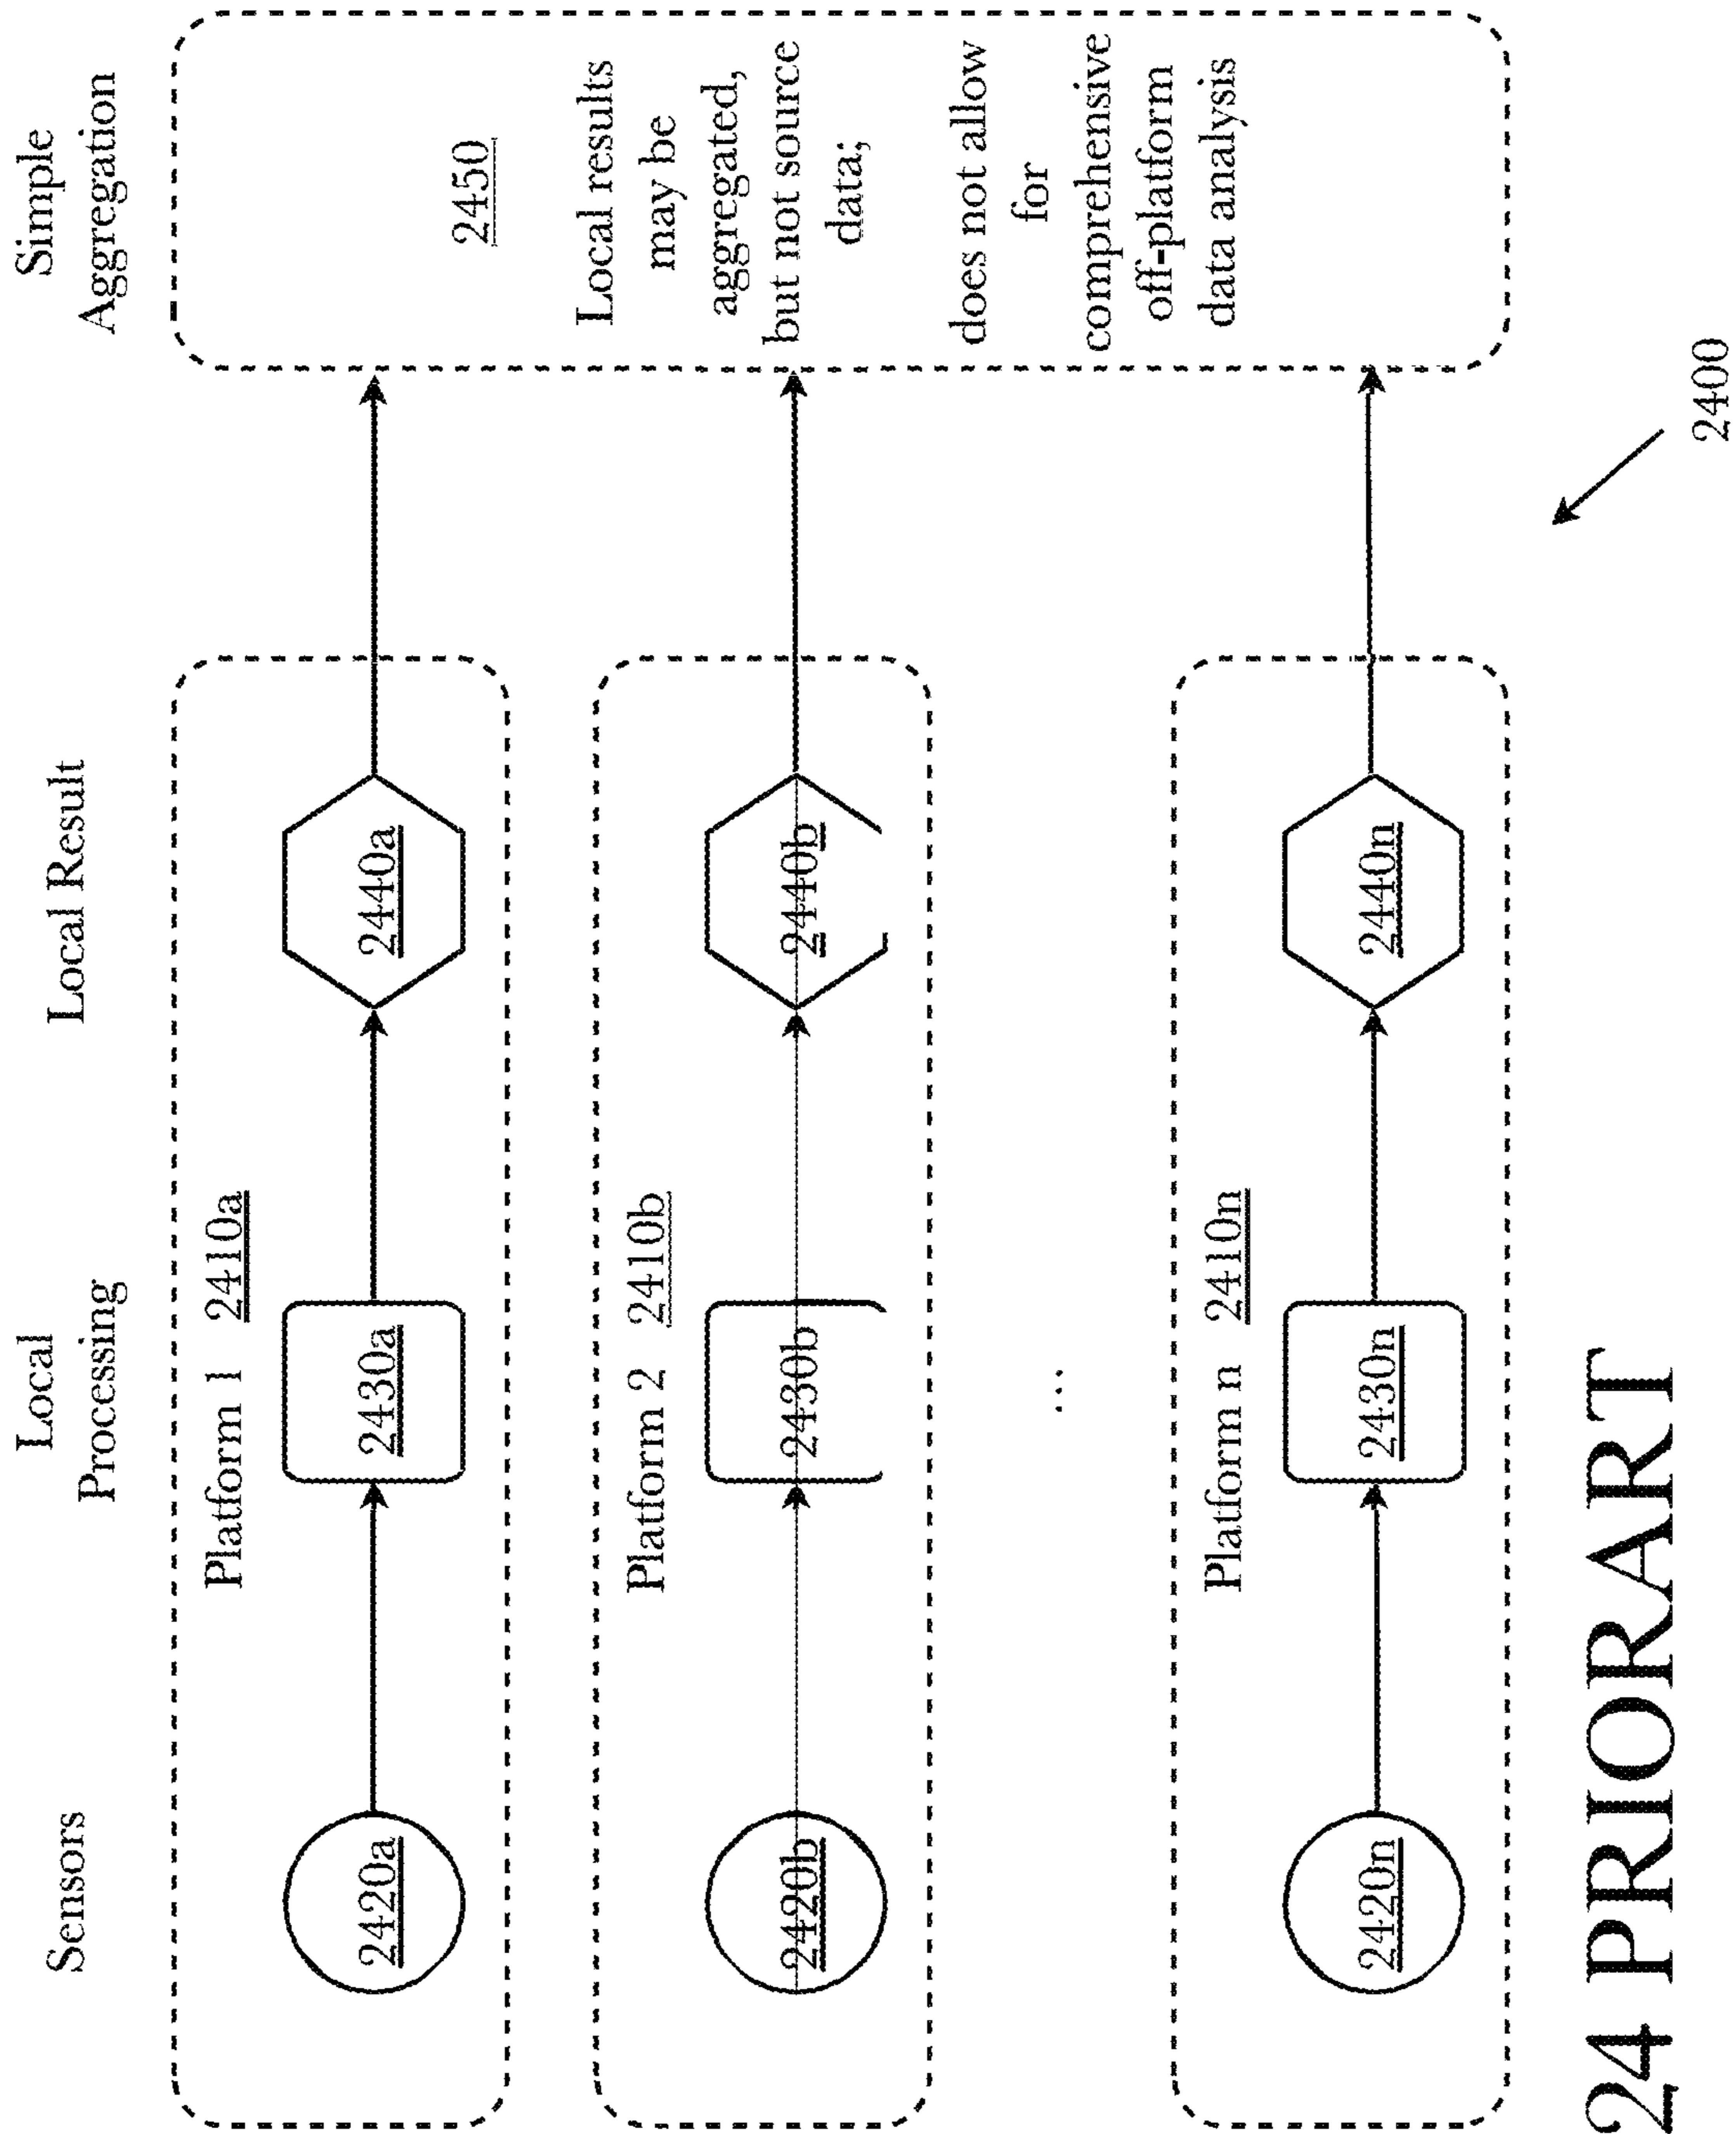 Sensors
Local
Processing
Local Result
Simple
Aggregation
Platform 1 2410a
2420a
2430a
2440a
Platform 2 2410b
2420b
2430b
2440b
...
Platform n 2410n
2420n
2430n
2440n
2450
Local results
may be
aggregated,
but not source
data;
does not allow
for
comprehensive
off-platform
data analysis
2400
24 PRIOR ART